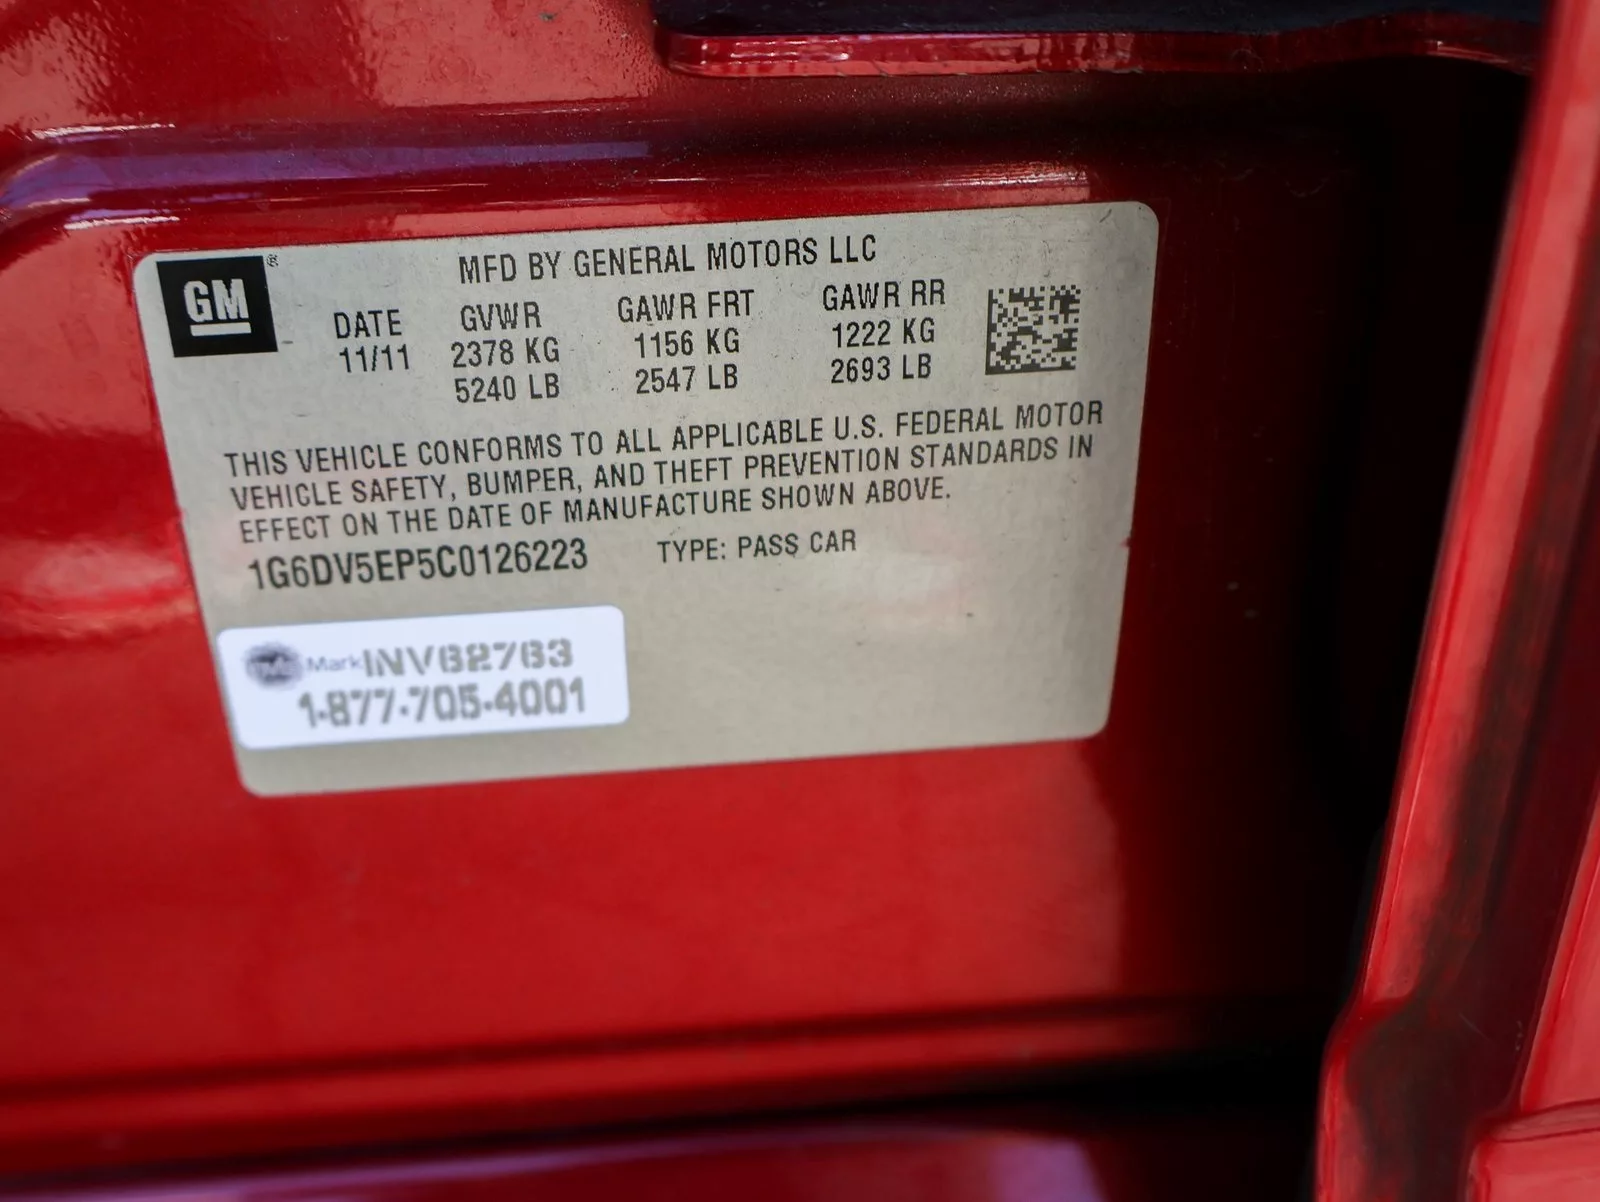 GM®
MFD BY GENERAL MOTORS LLC
DATE GVWR GAWR FRT GAWR RR
11/11 2378 KG 1156 KG 1222 KG
5240 LB 2547 LB 2693 LB
THIS VEHICLE CONFORMS TO ALL APPLICABLE U.S. FEDERAL MOTOR
VEHICLE SAFETY, BUMPER, AND THEFT PREVENTION STANDARDS IN
EFFECT ON THE DATE OF MANUFACTURE SHOWN ABOVE.
1G6DV5EP5C0126223 TYPE: PASS CAR
Mark INV62763
1-877-705-4001